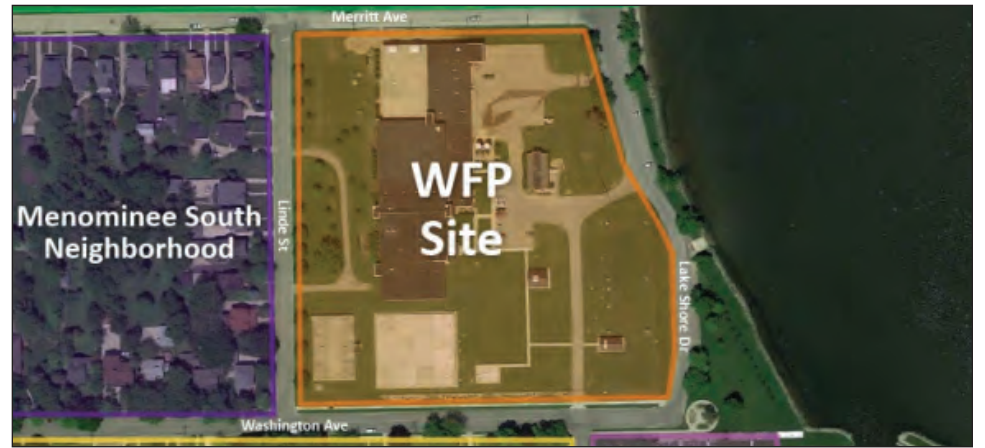 Merritt Ave
WFP
Site
Menominee South
Neighborhood
Linde St
Lake Shore Dr
Washington Ave